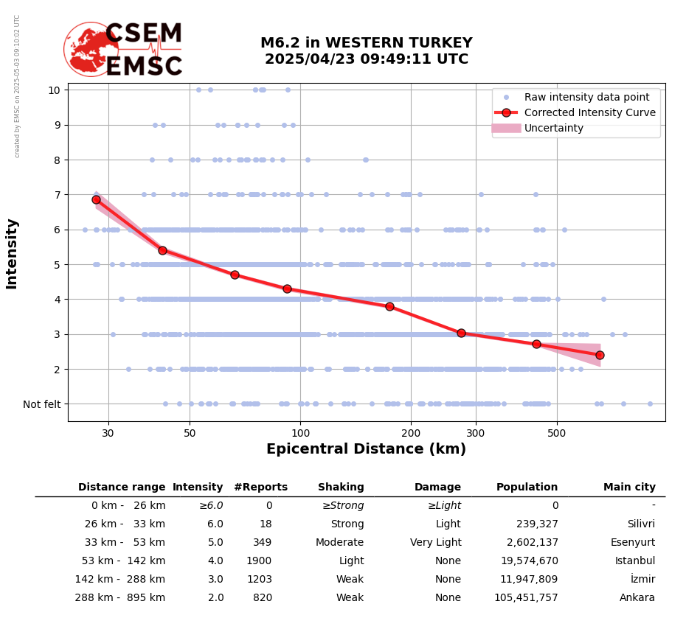 created by EMSC on 2025-05-03 09:10:02 UTC
CSEM
EMSC
M6.2 in WESTERN TURKEY
2025/04/23 09:49:11 UTC
Raw intensity data point
Corrected Intensity Curve
Uncertainty
Intensity
10
9
8
7
6
5
4
3
2
Not felt
30 50 100 200 300 500
Epicentral Distance (km)
Distance range Intensity #Reports Shaking Damage Population Main city
0 km - 26 km ≥6.0 0 ≥Strong ≥Light 0 -
26 km - 33 km 6.0 18 Strong Light 239,327 Silivri
33 km - 53 km 5.0 349 Moderate Very Light 2,602,137 Esenyurt
53 km - 142 km 4.0 1900 Light None 19,574,670 Istanbul
142 km - 288 km 3.0 1203 Weak None 11,947,809 İzmir
288 km - 895 km 2.0 820 Weak None 105,451,757 Ankara